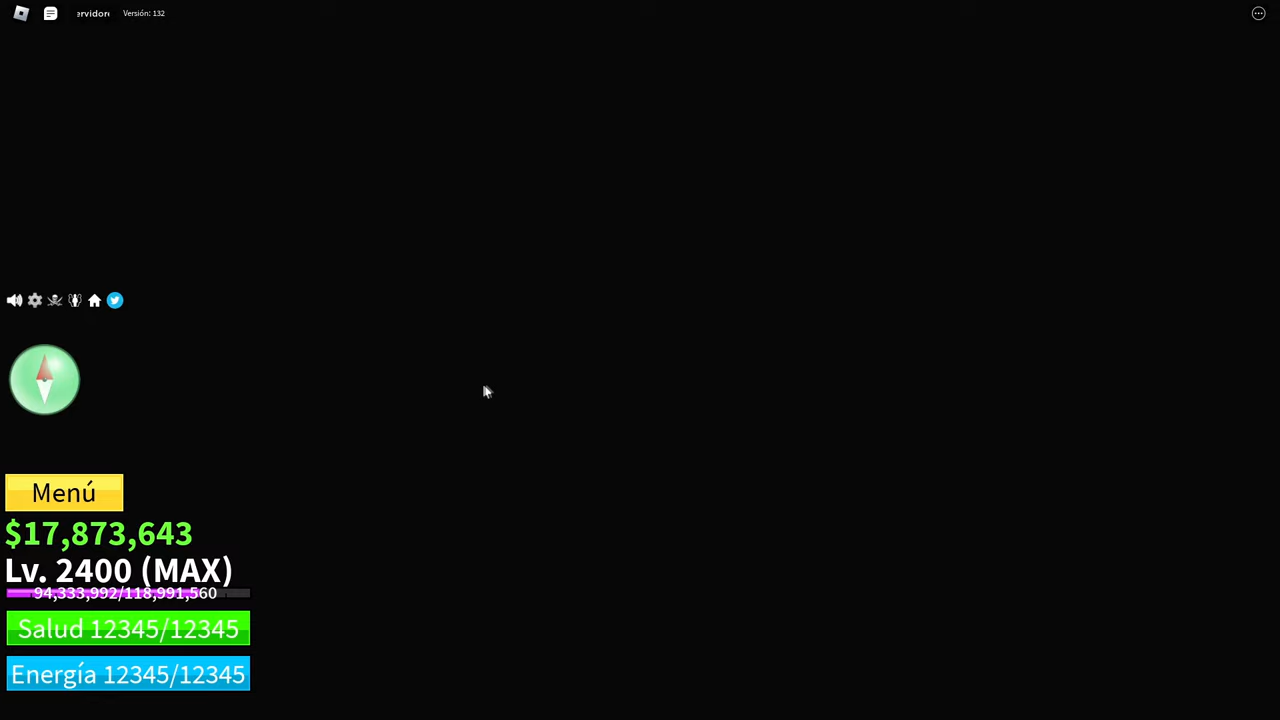 ervidor
Versión: 132
Menú
$17,873,643
Lv. 2400 (MAX)
94,333,992/118,991,560
Salud 12345/12345
Energía 12345/12345